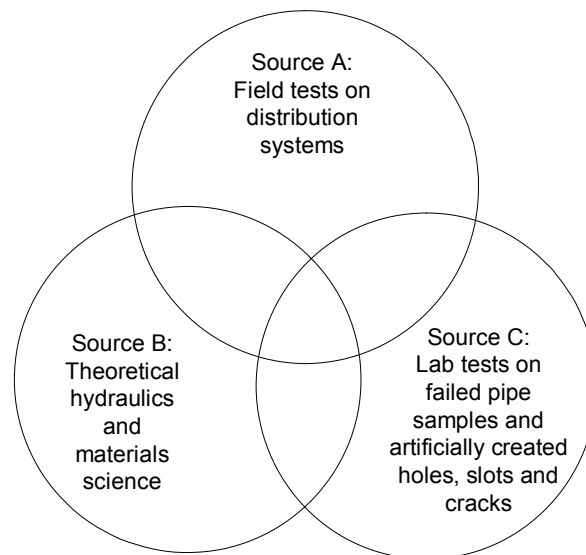 Source A:
Field tests on
distribution
systems
Source B:
Theoretical
hydraulics
and
materials
science
Source C:
Lab tests on
failed pipe
samples and
artificially created
holes, slots and
cracks